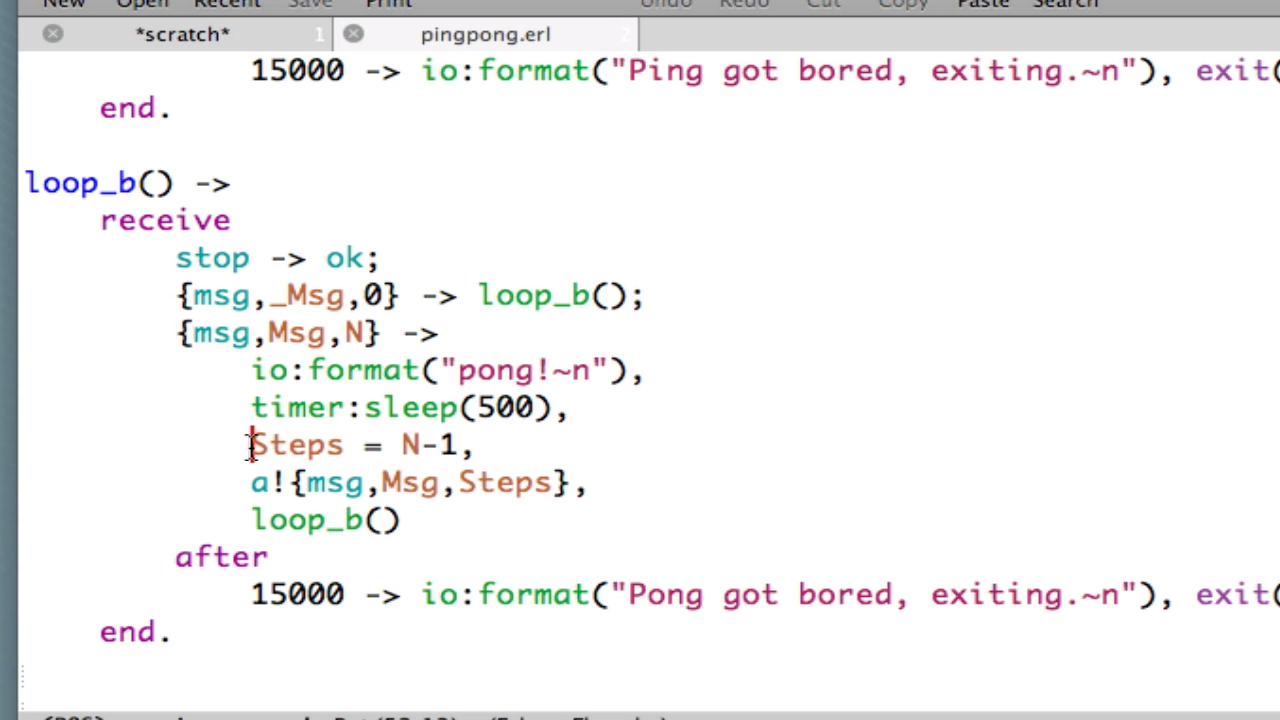 New Open Recent Save Print Undo Redo Cut Copy Paste Search
*scratch* 1 pingpong.erl 2
15000 -> io:format("Ping got bored, exiting.~n"), exit(
end.
loop_b() ->
receive
stop -> ok;
{msg,_Msg,0} -> loop_b();
{msg,Msg,N} ->
io:format("pong!~n"),
timer:sleep(500),
Steps = N-1,
a!{msg,Msg,Steps},
loop_b()
after
15000 -> io:format("Pong got bored, exiting.~n"), exit(
end.